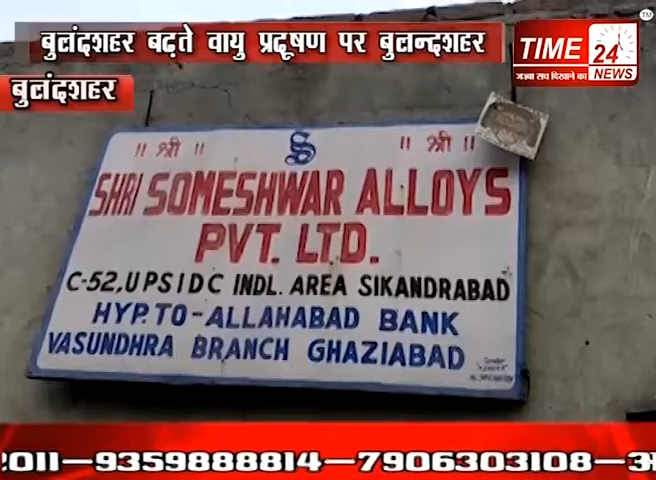 बुलंदशहर बढ़ते वायु प्रदूषण पर बुलन्दशहर
TIME 24 NEWS
जज्बा सच दिखाने का
बुलंदशहर
॥ श्री ॥ S ॥ श्री ॥
SHRI SOMESHWAR ALLOYS
PVT. LTD.
C-52, UPSIDC INDL. AREA SIKANDRABAD
HYP. TO - ALLAHABAD BANK
VASUNDHRA BRANCH GHAZIABAD
2011-9359888814-7906303108-